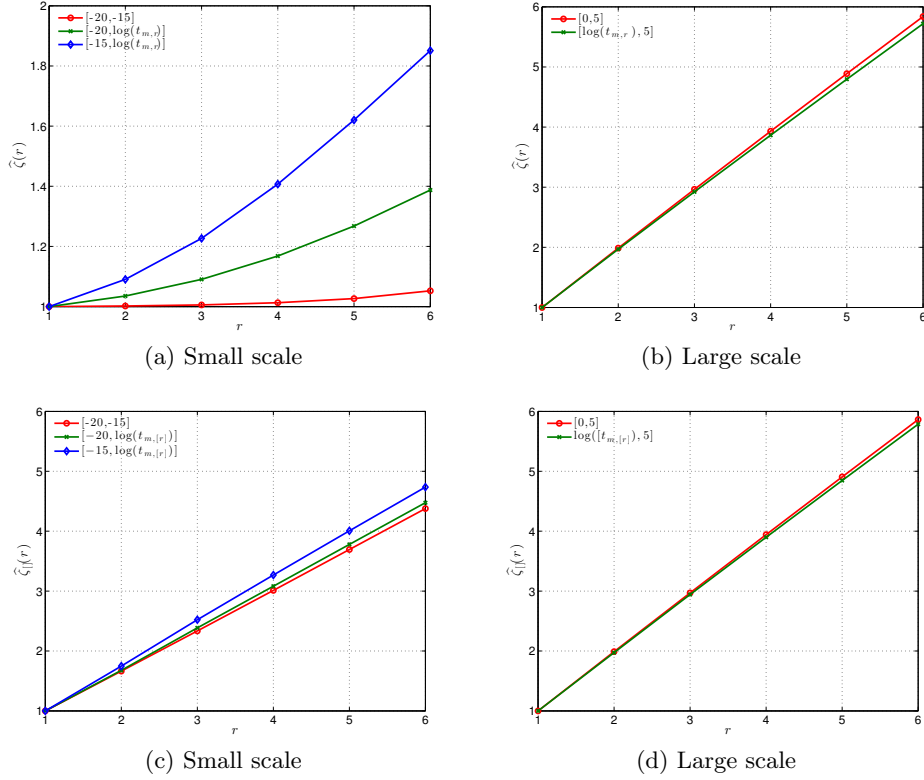 [-20,-15]
[-20,log(t_{m,r})]
[-15,log(t_{m,r})]
2
1.8
1.6
1.4
1.2
1
1 2 3 4 5 6
ζ̂(r)
r
(a) Small scale
[0,5]
[log(t_{m,r}),5]
6
5
4
3
2
1
1 2 3 4 5 6
ζ̂(r)
r
(b) Large scale
[-20,-15]
[−20,log(t_{m,[r]})]
[−15,log(t_{m,[r]})]
6
5
4
3
2
1
1 2 3 4 5 6
ζ̂_{[]}(r)
r
(c) Small scale
[0,5]
log([t_{m,[r]}),5]
6
5
4
3
2
1
1 2 3 4 5 6
ζ̂_{[]}(r)
r
(d) Large scale